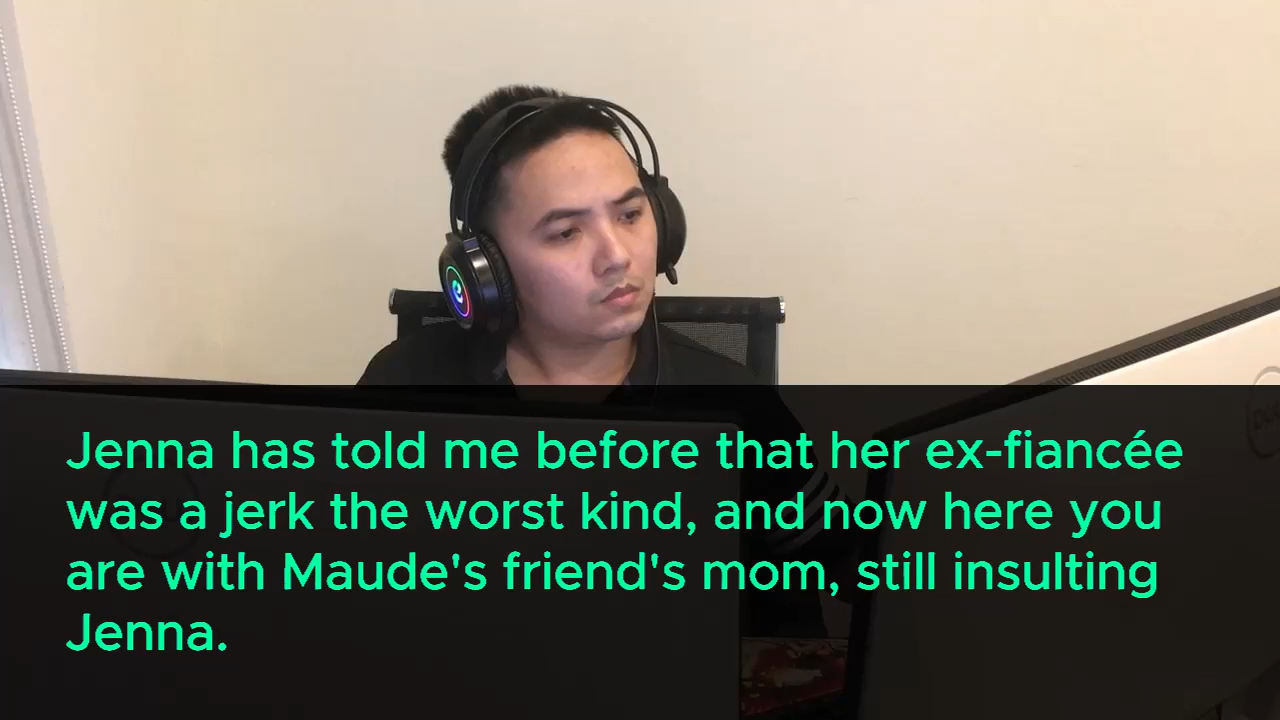 Jenna has told me before that her ex-fiancée
was a jerk the worst kind, and now here you
are with Maude's friend's mom, still insulting
Jenna.